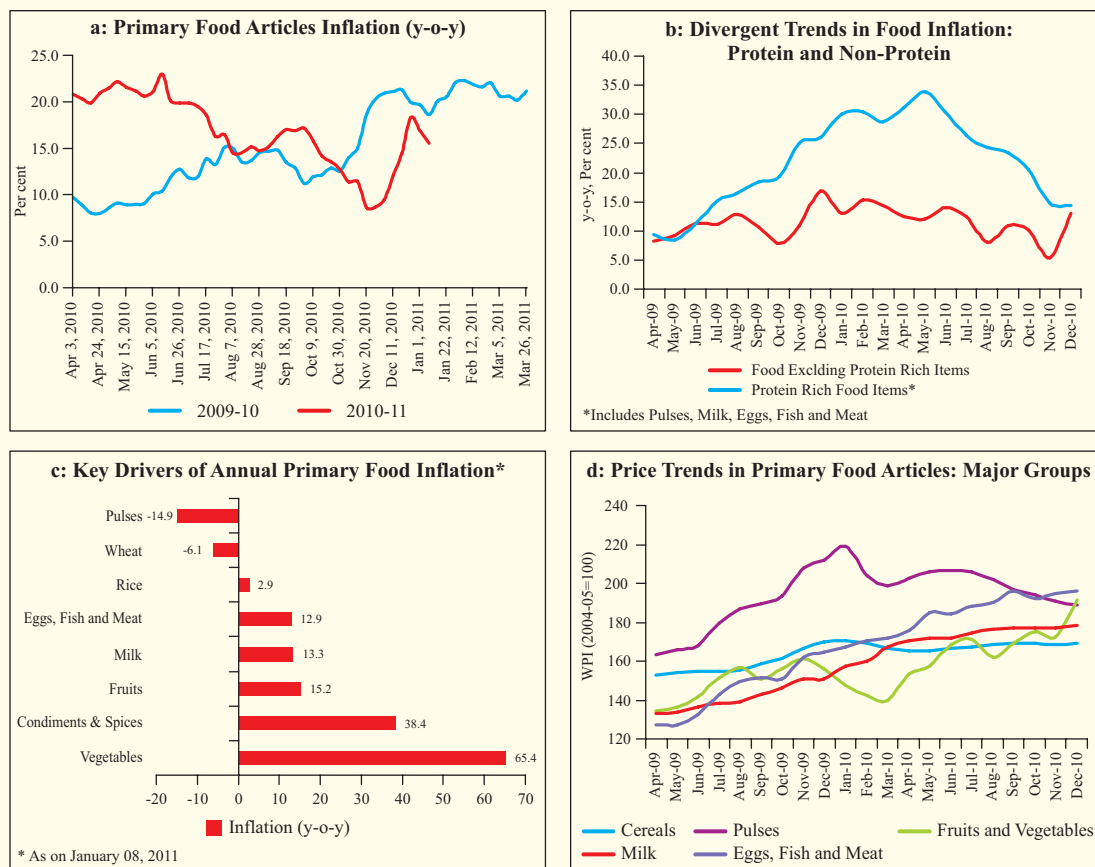 a: Primary Food Articles Inflation (y-o-y)
Per cent
25.0
20.0
15.0
10.0
5.0
0.0
Apr 3, 2010
Apr 24, 2010
May 15, 2010
Jun 5, 2010
Jun 26, 2010
Jul 17, 2010
Aug 7, 2010
Aug 28, 2010
Sep 18, 2010
Oct 9, 2010
Oct 30, 2010
Nov 20, 2010
Dec 11, 2010
Jan 1, 2011
Jan 22, 2011
Feb 12, 2011
Mar 5, 2011
Mar 26, 2011
2009-10 2010-11
b: Divergent Trends in Food Inflation:
Protein and Non-Protein
y-o-y, Per cent
40.0
35.0
30.0
25.0
20.0
15.0
10.0
5.0
0.0
Apr-09
May-09
Jun-09
Jul-09
Aug-09
Sep-09
Oct-09
Nov-09
Dec-09
Jan-10
Feb-10
Mar-10
Apr-10
May-10
Jun-10
Jul-10
Aug-10
Sep-10
Oct-10
Nov-10
Dec-10
Food Exclding Protein Rich Items
Protein Rich Food Items*
*Includes Pulses, Milk, Eggs, Fish and Meat
c: Key Drivers of Annual Primary Food Inflation*
Pulses -14.9
Wheat -6.1
Rice 2.9
Eggs, Fish and Meat 12.9
Milk 13.3
Fruits 15.2
Condiments & Spices 38.4
Vegetables 65.4
-20 -10 0 10 20 30 40 50 60 70
Inflation (y-o-y)
* As on January 08, 2011
d: Price Trends in Primary Food Articles: Major Groups
WPI (2004-05=100)
240
220
200
180
160
140
120
Apr-09
May-09
Jun-09
Jul-09
Aug-09
Sep-09
Oct-09
Nov-09
Dec-09
Jan-10
Feb-10
Mar-10
Apr-10
May-10
Jun-10
Jul-10
Aug-10
Sep-10
Oct-10
Nov-10
Dec-10
Cereals Pulses Fruits and Vegetables
Milk Eggs, Fish and Meat